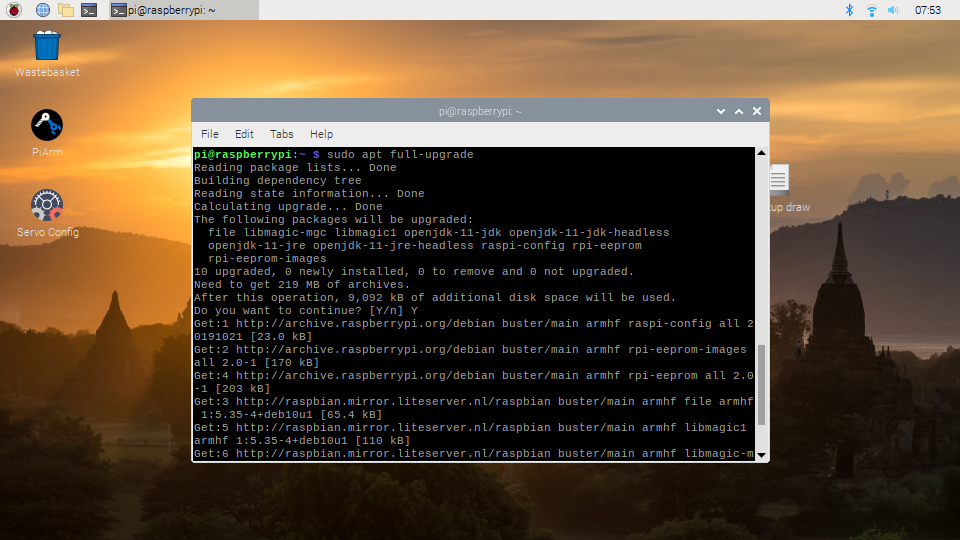 pi@raspberrypi: ~
07:53
Wastebasket
PiArm
Servo Config
up draw
pi@raspberrypi: ~
File Edit Tabs Help
pi@raspberrypi:~ $ sudo apt full-upgrade
Reading package lists... Done
Building dependency tree
Reading state information... Done
Calculating upgrade... Done
The following packages will be upgraded:
file libmagic-mgc libmagic1 openjdk-11-jdk openjdk-11-jdk-headless
openjdk-11-jre openjdk-11-jre-headless raspi-config rpi-eeprom
rpi-eeprom-images
10 upgraded, 0 newly installed, 0 to remove and 0 not upgraded.
Need to get 219 MB of archives.
After this operation, 9,092 kB of additional disk space will be used.
Do you want to continue? [Y/n] Y
Get:1 http://archive.raspberrypi.org/debian buster/main armhf raspi-config all 2
0191021 [23.0 kB]
Get:2 http://archive.raspberrypi.org/debian buster/main armhf rpi-eeprom-images
all 2.0-1 [170 kB]
Get:4 http://archive.raspberrypi.org/debian buster/main armhf rpi-eeprom all 2.0
-1 [203 kB]
Get:3 http://raspbian.mirror.liteserver.nl/raspbian buster/main armhf file armhf
1:5.35-4+deb10u1 [65.4 kB]
Get:5 http://raspbian.mirror.liteserver.nl/raspbian buster/main armhf libmagic1
armhf 1:5.35-4+deb10u1 [110 kB]
Get:6 http://raspbian.mirror.liteserver.nl/raspbian buster/main armhf libmagic-m